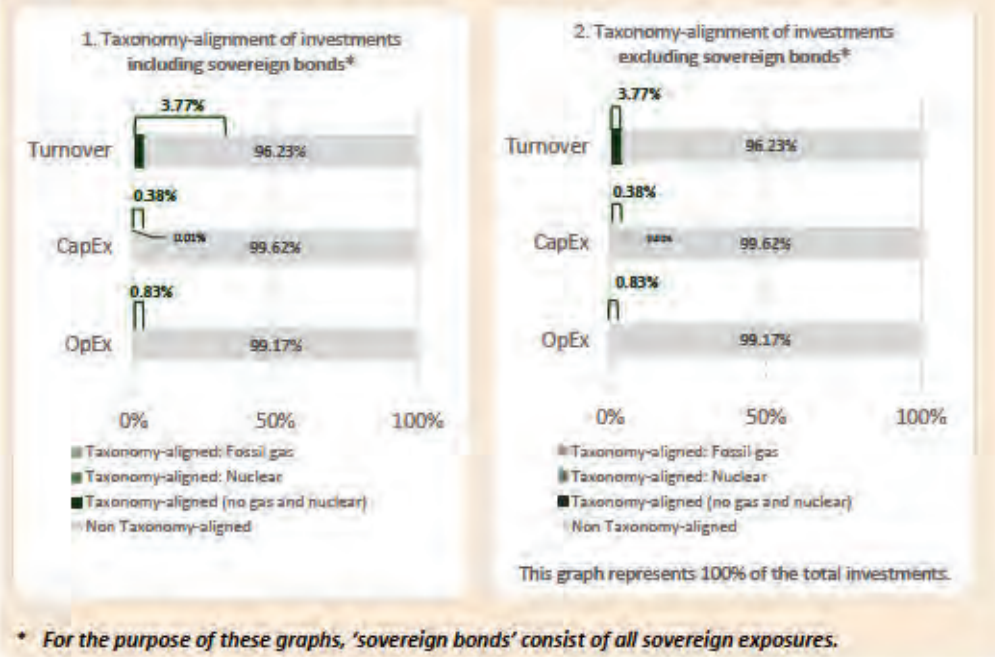 1. Taxonomy-alignment of investments
including sovereign bonds*
3.77%
Turnover
96.23%
0.38%
CapEx
0.01%
99.62%
0.83%
OpEx
99.17%
0%
50%
100%
Taxonomy-aligned: Fossil gas
Taxonomy-aligned: Nuclear
Taxonomy-aligned (no gas and nuclear)
Non Taxonomy-aligned
2. Taxonomy-alignment of investments
excluding sovereign bonds*
3.77%
Turnover
96.23%
0.38%
CapEx
99.62%
0.83%
OpEx
99.17%
0%
50%
100%
Taxonomy-aligned: Fossil gas
Taxonomy-aligned: Nuclear
Taxonomy-aligned (no gas and nuclear)
Non Taxonomy-aligned
This graph represents 100% of the total investments.
* For the purpose of these graphs, ‘sovereign bonds’ consist of all sovereign exposures.